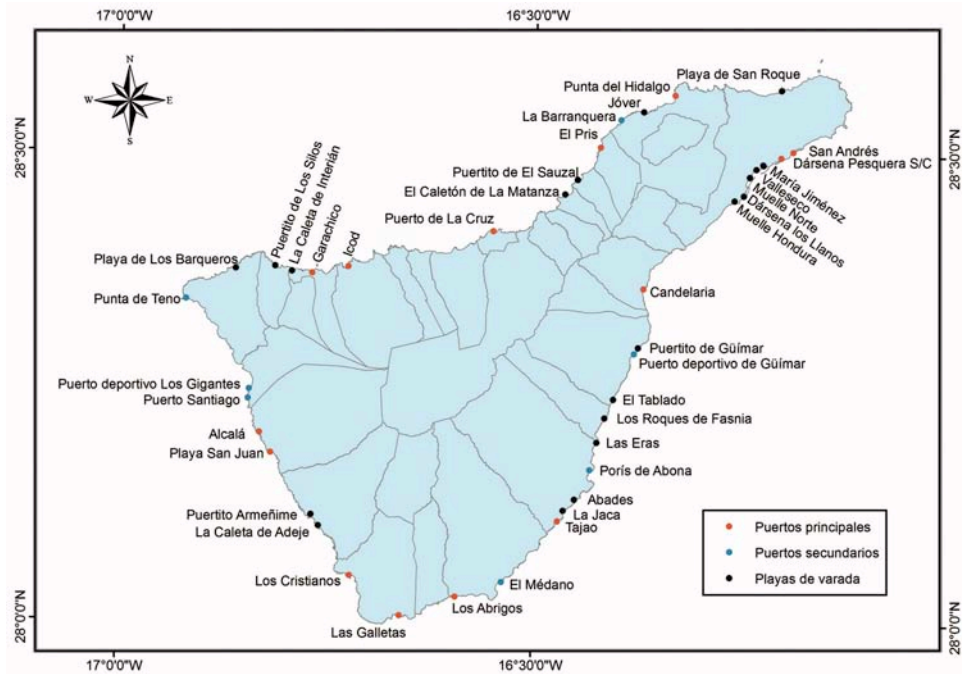 17°0'0"W
16°30'0"W
N
W
E
S
28°30'0"N
28°30'0"N
Playa de San Roque
Punta del Hidalgo
Jóver
La Barranquera
El Pris
San Andrés
Dársena Pesquera S/C
María Jiménez
Valleseco
Muelle Norte
Dársena los Llanos
Muelle Hondura
Puertito de El Sauzal
El Caletón de La Matanza
Puerto de La Cruz
Puertito de Los Silos
La Caleta de Interián
Garachico
Icod
Playa de Los Barqueros
Punta de Teno
Candelaria
Puertito de Güímar
Puerto deportivo de Güímar
Puerto deportivo Los Gigantes
Puerto Santiago
El Tablado
Los Roques de Fasnia
Alcalá
Las Eras
Playa San Juan
Porís de Abona
Abades
La Jaca
Tajao
Puertito Armeñime
La Caleta de Adeje
Los Cristianos
El Médano
Los Abrigos
Las Galletas
Puertos principales
Puertos secundarios
Playas de varada
28°0'0"N
28°0'0"N
17°0'0"W
16°30'0"W